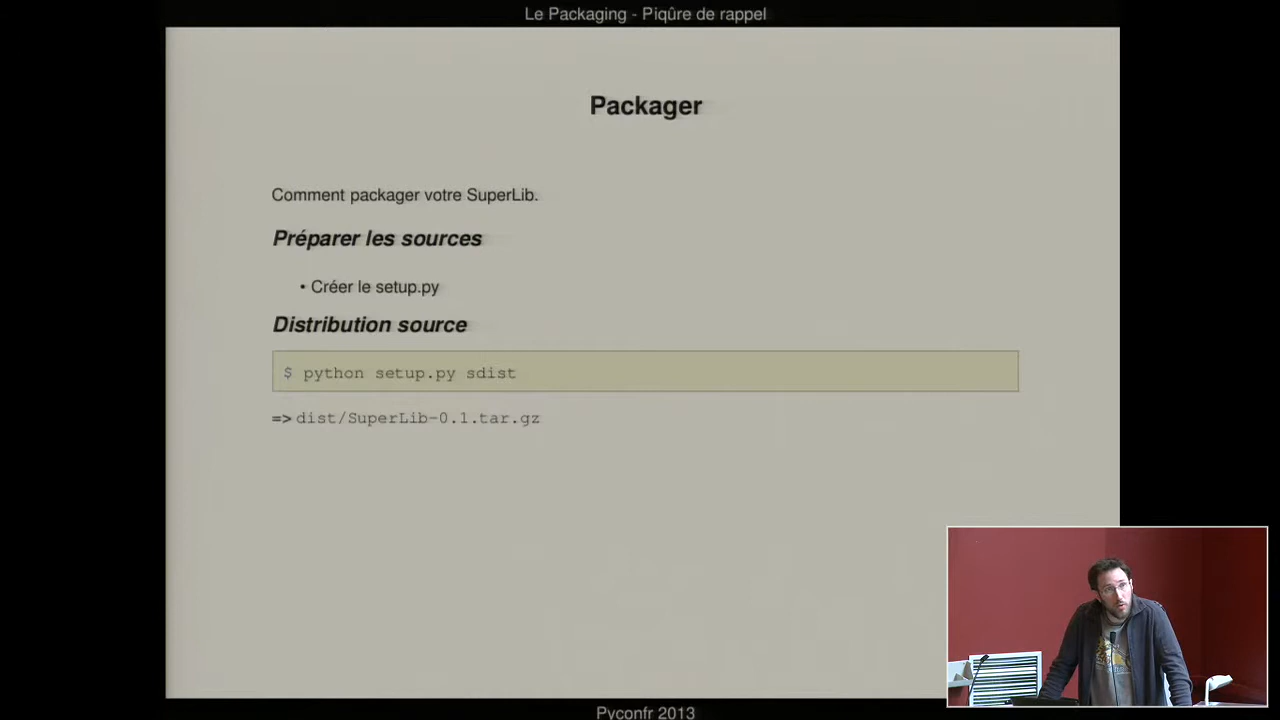 Le Packaging - Piqûre de rappel
Packager
Comment packager votre SuperLib.
Préparer les sources
• Créer le setup.py
Distribution source
$ python setup.py sdist
=> dist/SuperLib-0.1.tar.gz
Pyconfr 2013